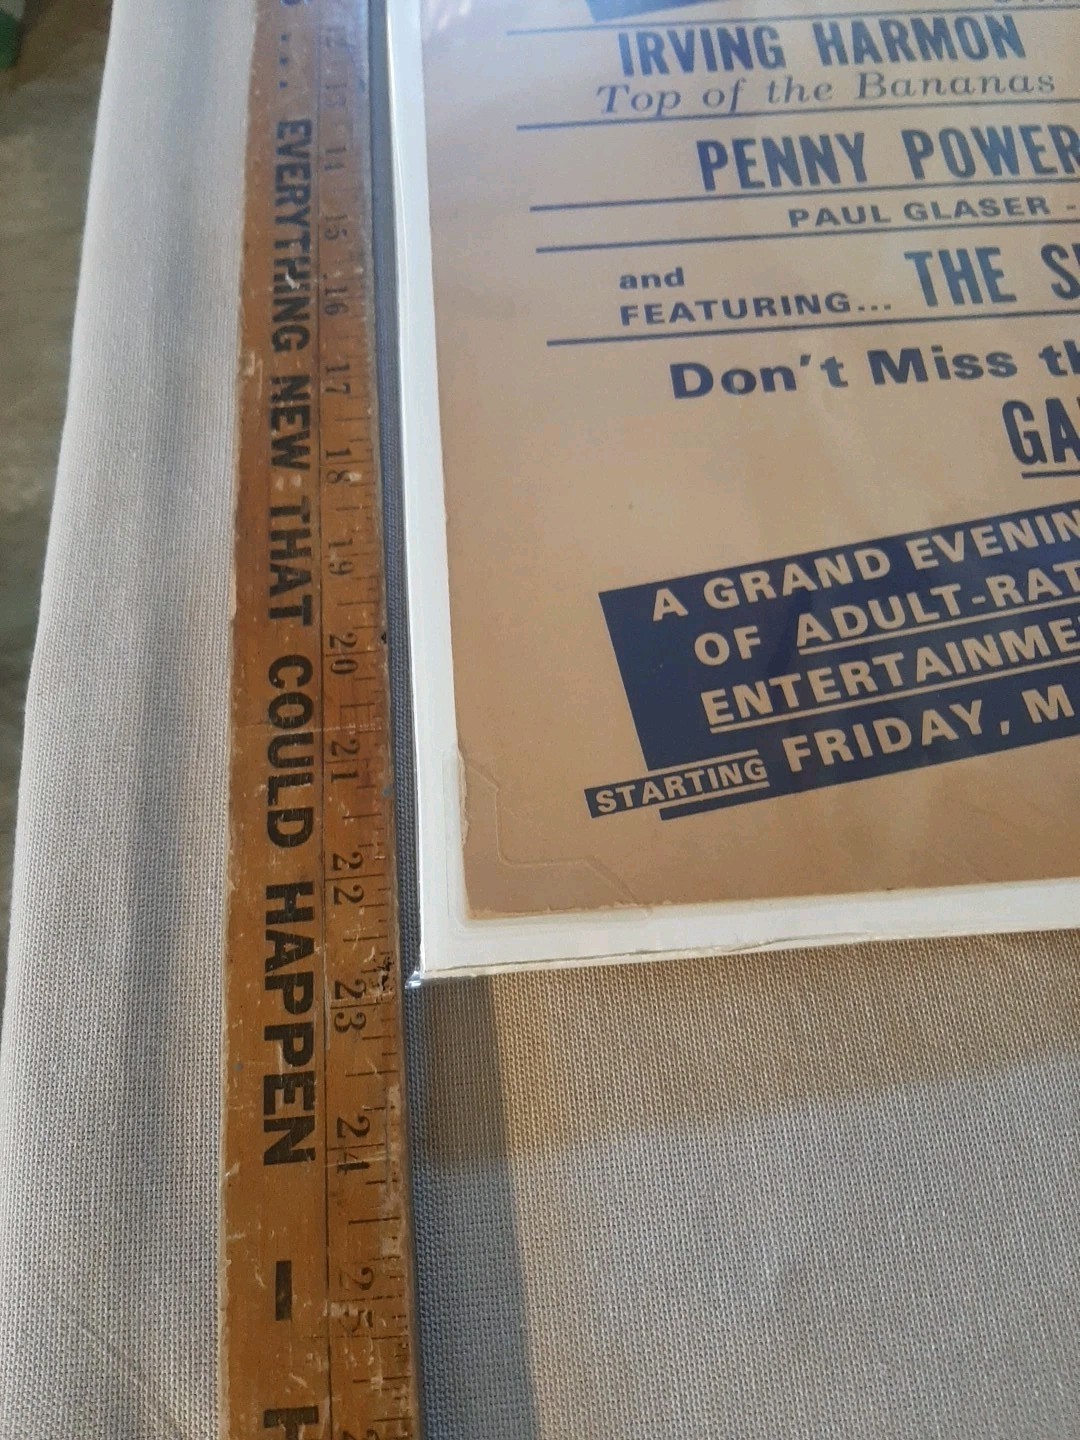 EVERYTHING NEW THAT COULD HAPPEN –
13
14
15
16
17
18
19
20
21
22
23
24
25
IRVING HARMON
Top of the Bananas
PENNY POWER
PAUL GLASER -
and
FEATURING... THE
Don't Miss
GA
A GRAND EVENIN
OF ADULT-RAT
ENTERTAINME
STARTING FRIDAY, M